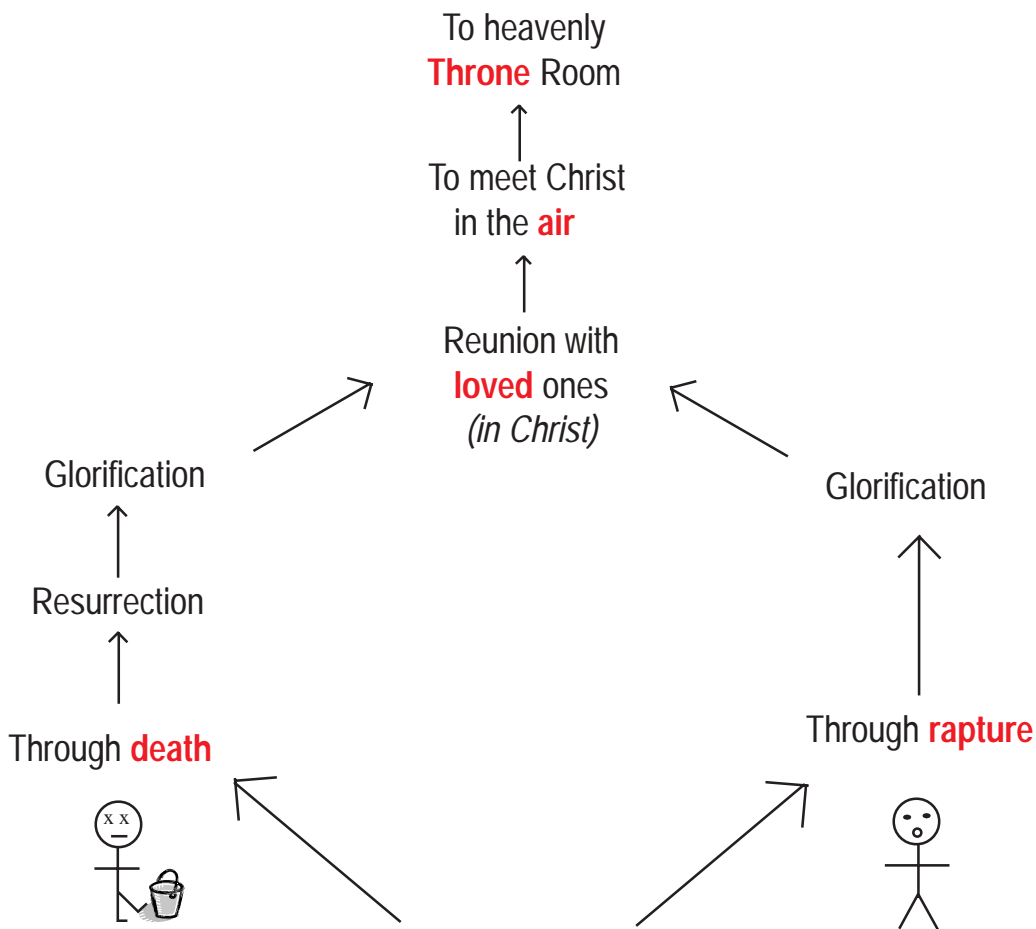 To heavenly
Throne Room
To meet Christ
in the air
Reunion with
loved ones
(in Christ)
Glorification
Glorification
Resurrection
Through death
Through rapture
x x